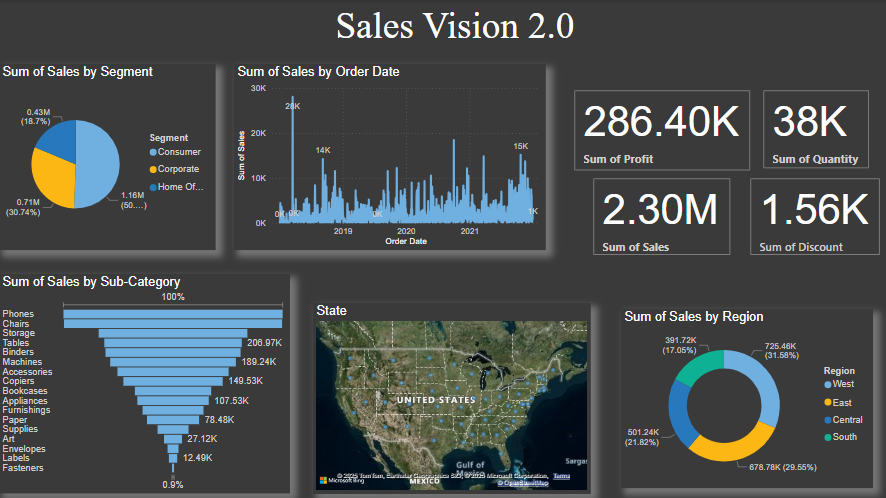 Sales Vision 2.0
Sum of Sales by Segment
0.43M
(18.7%)
0.71M
(30.74%)
1.16M
(50....)
Segment
Consumer
Corporate
Home Of...
Sum of Sales by Order Date
Sum of Sales
30K
20K
10K
0K
28K
14K
15K
0K
0K
0K
1K
2019
2020
2021
Order Date
286.40K
Sum of Profit
38K
Sum of Quantity
2.30M
Sum of Sales
1.56K
Sum of Discount
Sum of Sales by Sub-Category
100%
Phones
Chairs
Storage
Tables 206.97K
Binders
Machines 189.24K
Accessories
Copiers 149.53K
Bookcases
Appliances 107.53K
Furnishings
Paper 78.48K
Supplies
Art 27.12K
Envelopes
Labels 12.49K
Fasteners
0.9%
State
UNITED STATES
Gulf of
Mexico
MEXICO
Sargas
Microsoft Bing
© 2025 TomTom, Earthstar Geographics SIO, © 2025 Microsoft Corporation, Terms
© OpenStreetMap
Sum of Sales by Region
391.72K
(17.05%)
725.46K
(31.58%)
501.24K
(21.82%)
678.78K (29.55%)
Region
West
East
Central
South